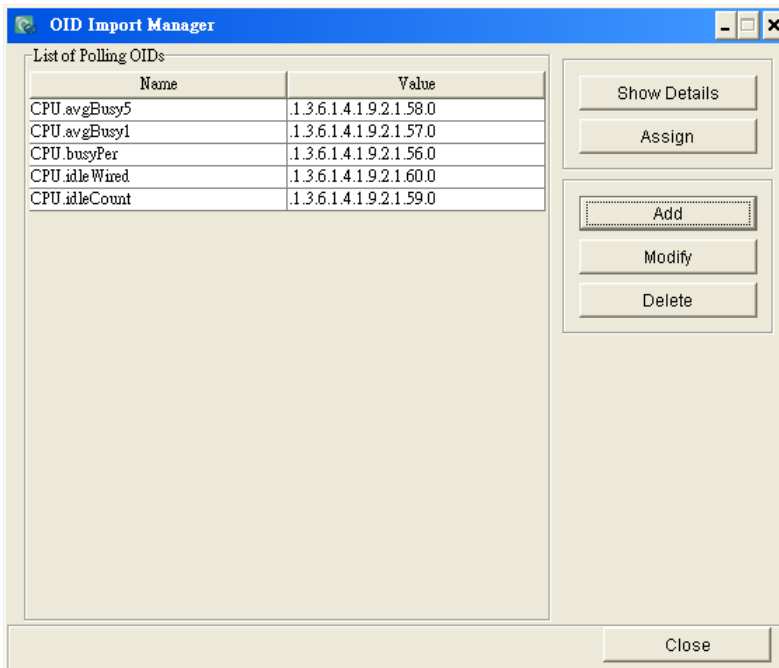 OID Import Manager
List of Polling OIDs
Name Value
CPU.avgBusy5 .1.3.6.1.4.1.9.2.1.58.0
CPU.avgBusy1 .1.3.6.1.4.1.9.2.1.57.0
CPU.busyPer .1.3.6.1.4.1.9.2.1.56.0
CPU.idleWired .1.3.6.1.4.1.9.2.1.60.0
CPU.idleCount .1.3.6.1.4.1.9.2.1.59.0
Show Details
Assign
Add
Modify
Delete
Close